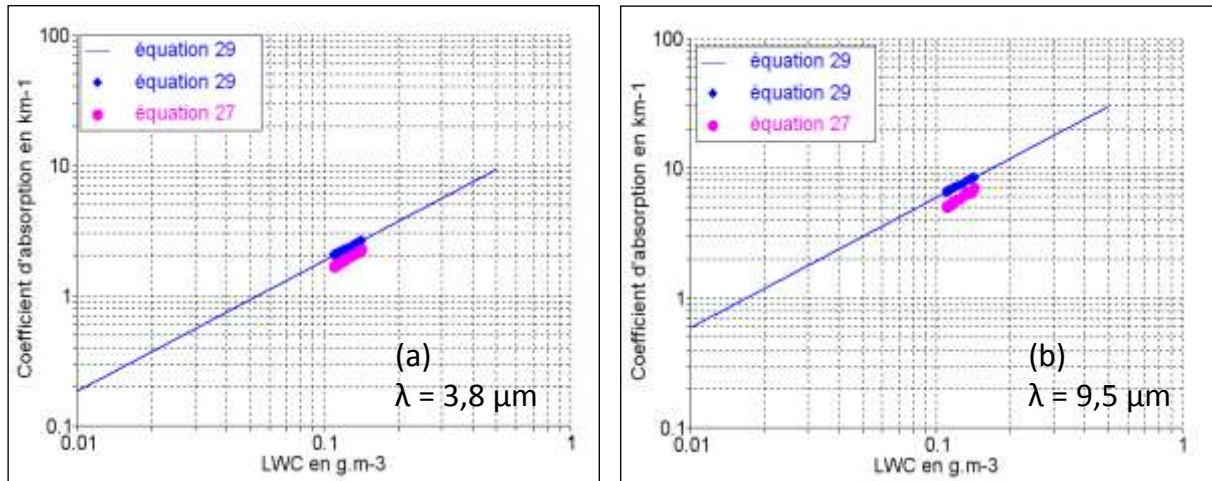 100
10
1
0.1
Coefficient d'absorption en km-1
équation 29
équation 29
équation 27
(a)
λ = 3,8 µm
0.01
0.1
1
LWC en g.m-3
100
10
1
0.1
Coefficient d'absorption en km-1
équation 29
équation 29
équation 27
(b)
λ = 9,5 µm
0.01
0.1
1
LWC en g.m-3